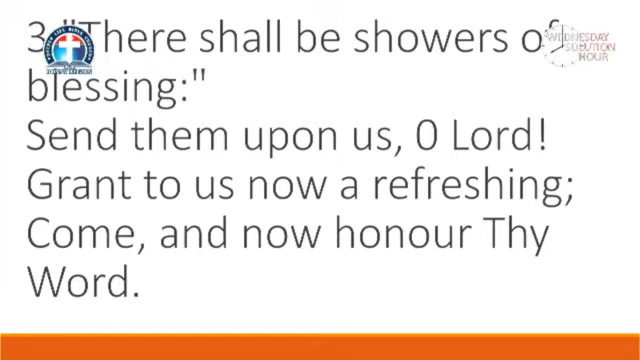 3 "There shall be showers of
blessing:"
Send them upon us, 0 Lord!
Grant to us now a refreshing;
Come, and now honour Thy
Word.
WEDNESDAY
SOLUTION
HOUR